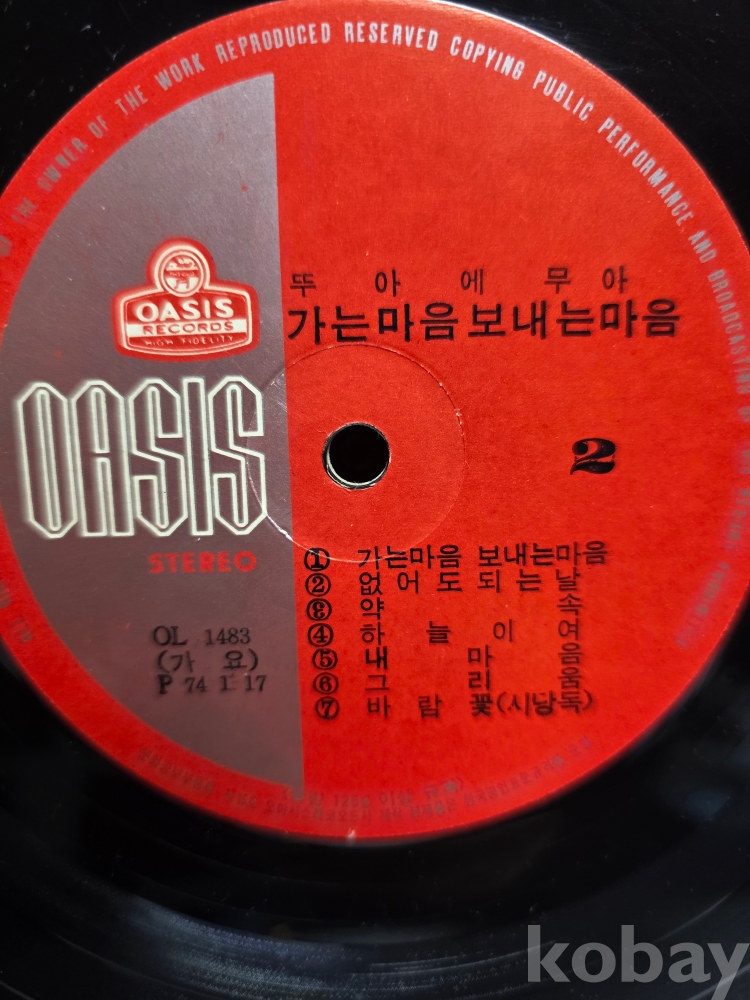 THE OWNER OF THE WORK REPRODUCED RESERVED COPYING PUBLIC PERFORMANCE AND BROADCASTING
OASIS
RECORDS
HIGH FIDELITY
뚜 아 에 무 아
가는마음보내는마음
OASIS
2
STEREO
① 가는마음 보내는마음
② 없어도되는날
③ 약 속
④ 하 늘 이 여
⑤ 내 마 음
⑥ 그 리 움
⑦ 바 람 꽃(시낭독)
OL 1483
(가 요)
P 74 1 17
kobay